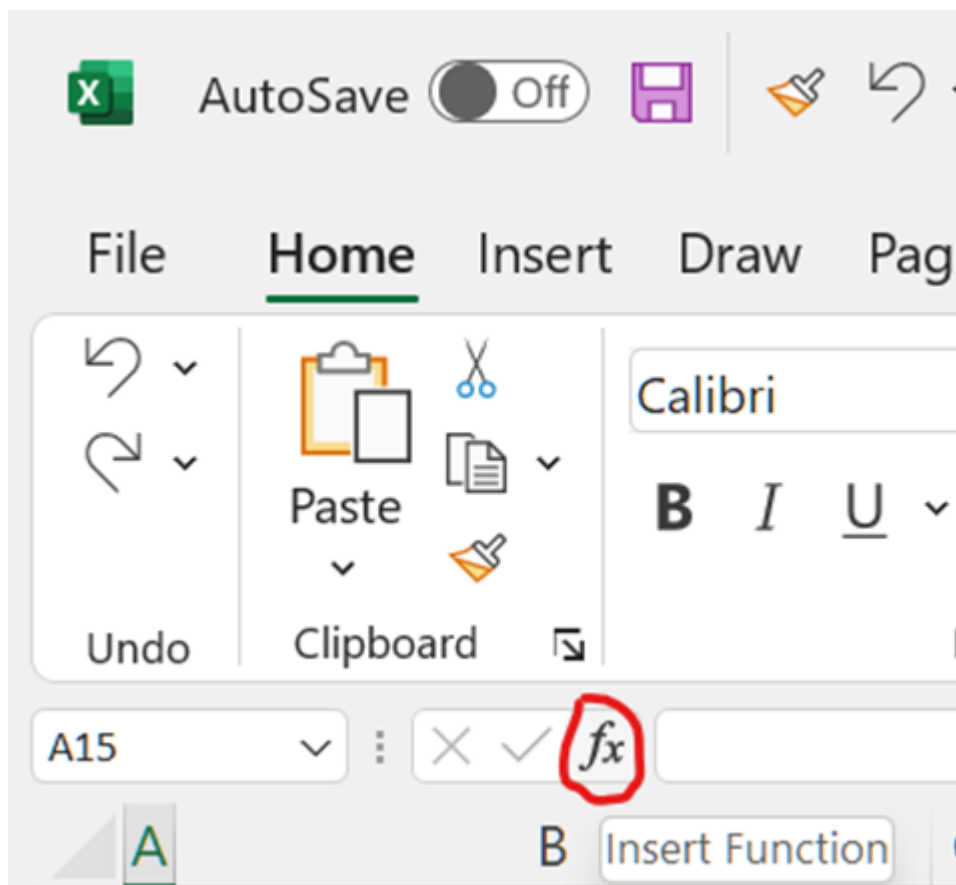 X AutoSave Off
File Home Insert Draw Pag
Calibri
Paste
B I U
Undo Clipboard
A15 fx
A B Insert Function